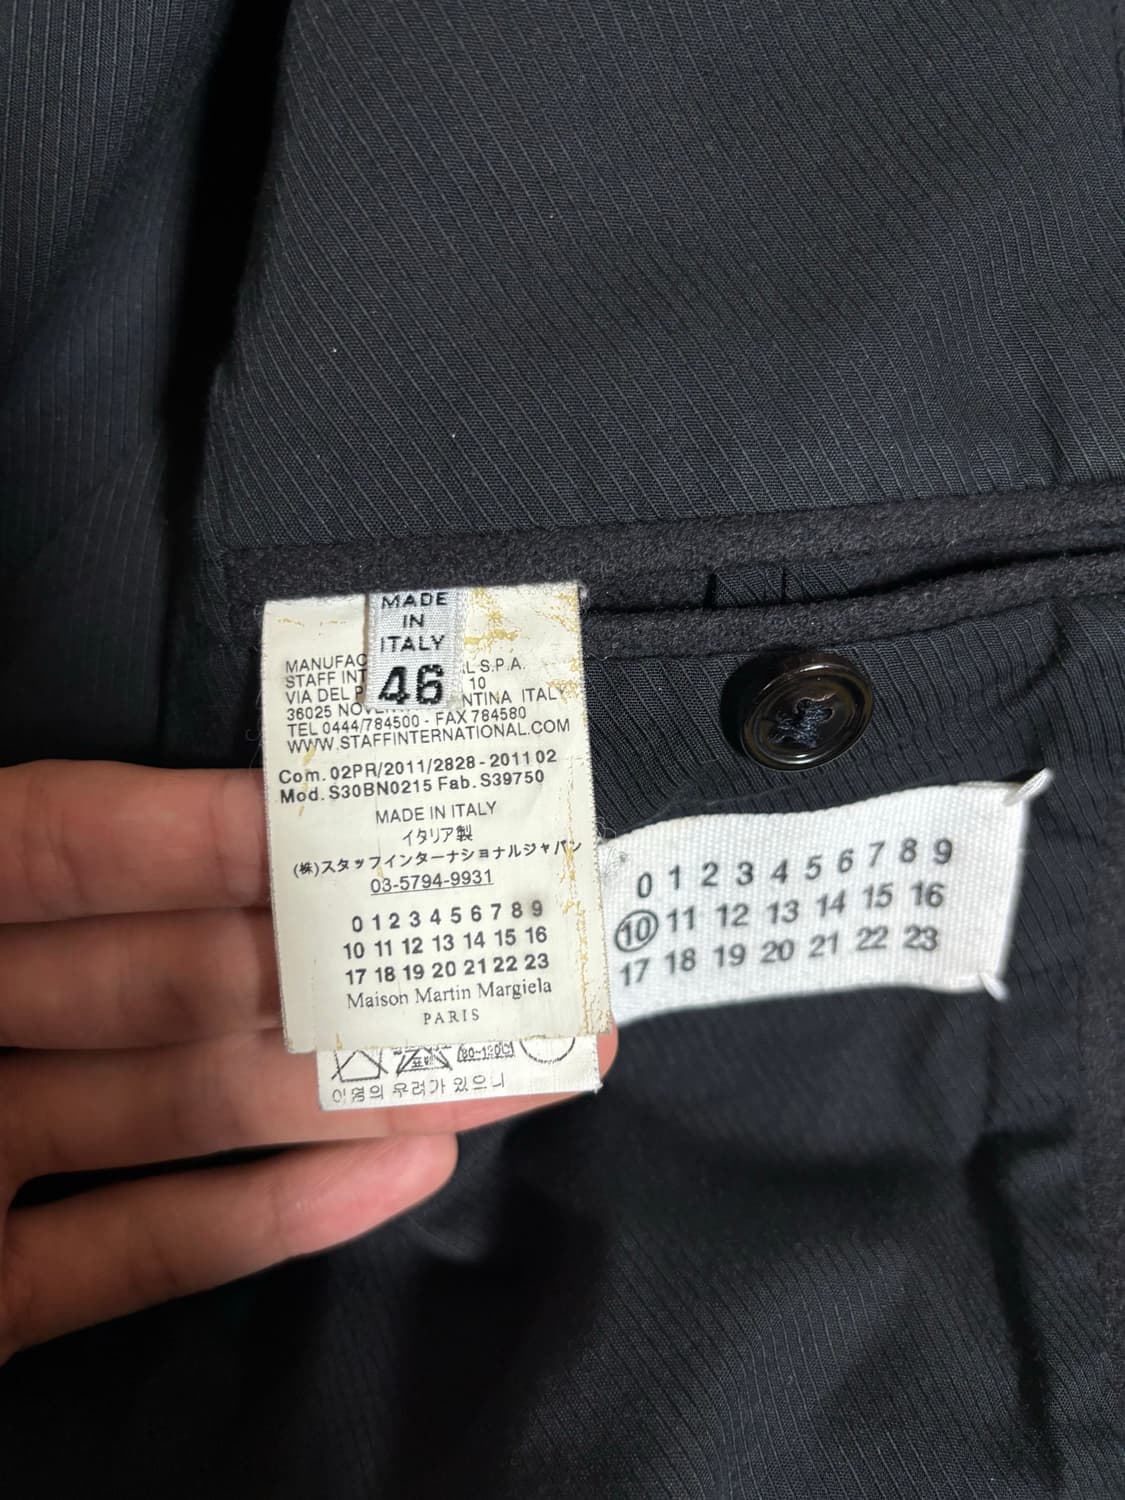 MADE
IN
ITALY
46
MANUFAC L S.P.A.
STAFF INT 10
VIA DEL P NTINA ITALY
36025 NOVE
TEL 0444/784500 - FAX 784580
WWW.STAFFINTERNATIONAL.COM
Com. 02PR/2011/2828 - 2011 02
Mod. S30BN0215 Fab. S39750
MADE IN ITALY
イタリア製
(株)スタッフインターナショナルジャパン
03-5794-9931
0 1 2 3 4 5 6 7 8 9
10 11 12 13 14 15 16
17 18 19 20 21 22 23
Maison Martin Margiela
PARIS
염의 우려가 있으니
0 1 2 3 4 5 6 7 8 9
10 11 12 13 14 15 16
17 18 19 20 21 22 23